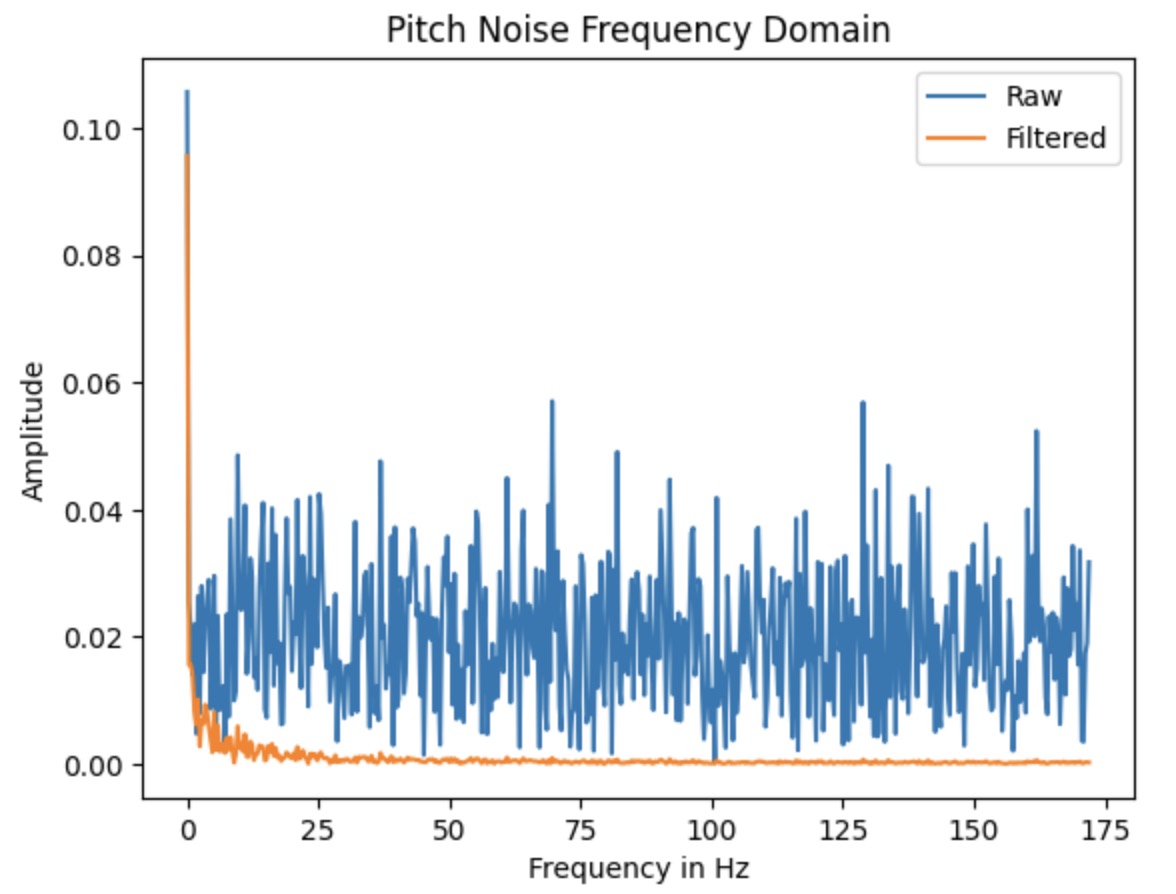 Pitch Noise Frequency Domain
Raw
Filtered
Amplitude
0.10
0.08
0.06
0.04
0.02
0.00
0 25 50 75 100 125 150 175
Frequency in Hz